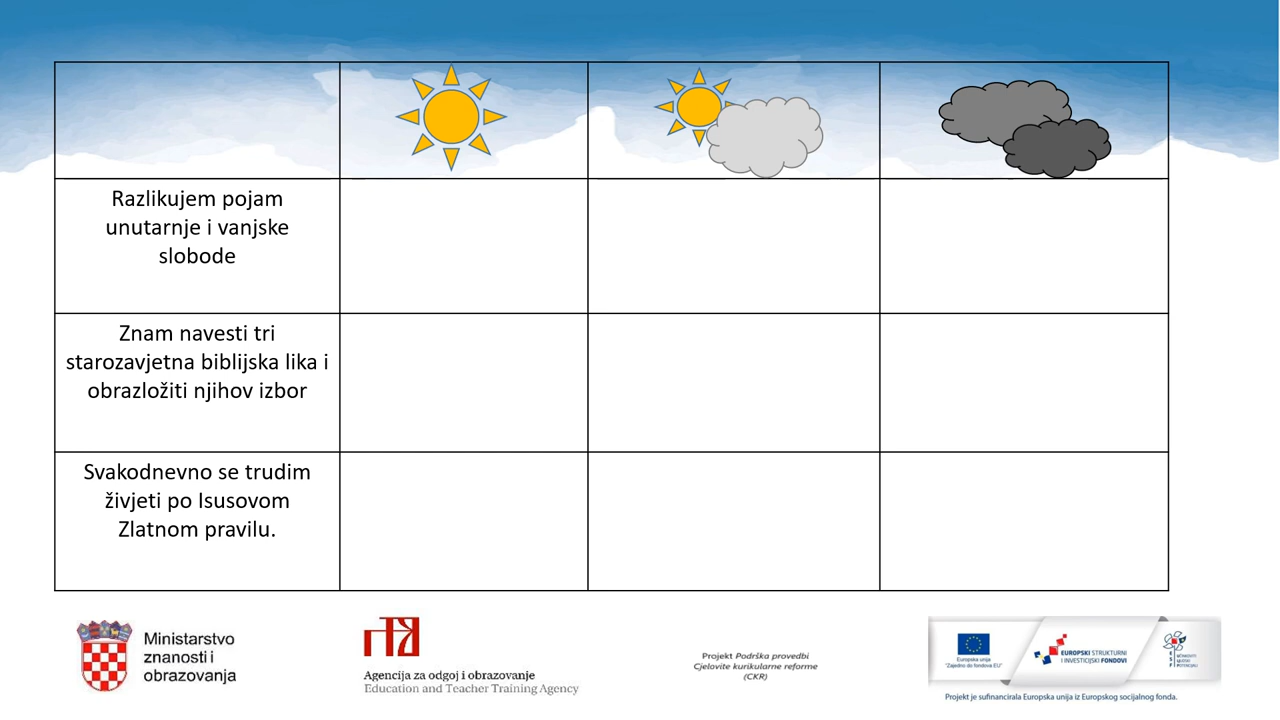 Razlikujem pojam
unutarnje i vanjske
slobode
Znam navesti tri
starozavjetna biblijska lika i
obrazložiti njihov izbor
Svakodnevno se trudim
živjeti po Isusovom
Zlatnom pravilu.
Ministarstvo
znanosti i
obrazovanja
Agencija za odgoj i obrazovanje
Education and Teacher Training Agency
Projekt Podrška provedbi
Cjelovite kurikularne reforme
(CKR)
Europska unija
"Zajedno do fondova EU"
EUROPSKI STRUKTURNI
I INVESTICIJSKI FONDOVI
UČINKOVITI
LJUDSKI
POTENCIJALI
Projekt je sufinancirala Europska unija iz Europskog socijalnog fonda.